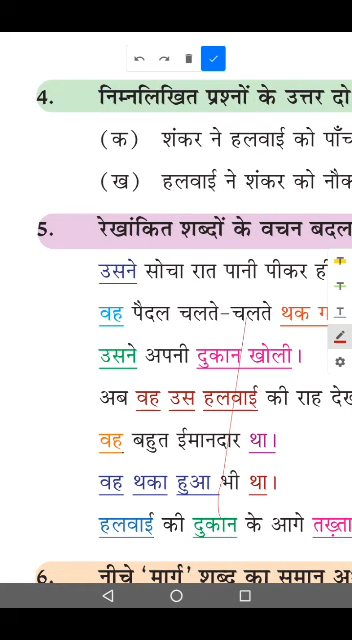 4. निम्नलिखित प्रश्नों के उत्तर दो
(क) शंकर ने हलवाई को पाँच
(ख) हलवाई ने शंकर को नौक
5. रेखांकित शब्दों के वचन बदल
उसने सोचा रात पानी पीकर ही
वह पैदल चलते-चलते थक ग
उसने अपनी दुकान खोली।
अब वह उस हलवाई की राह देख
वह बहुत ईमानदार था।
वह थका हुआ भी था।
हलवाई की दुकान के आगे तख़्ता
6. नीचे ‘मार्ग’ शब्द का समान अ